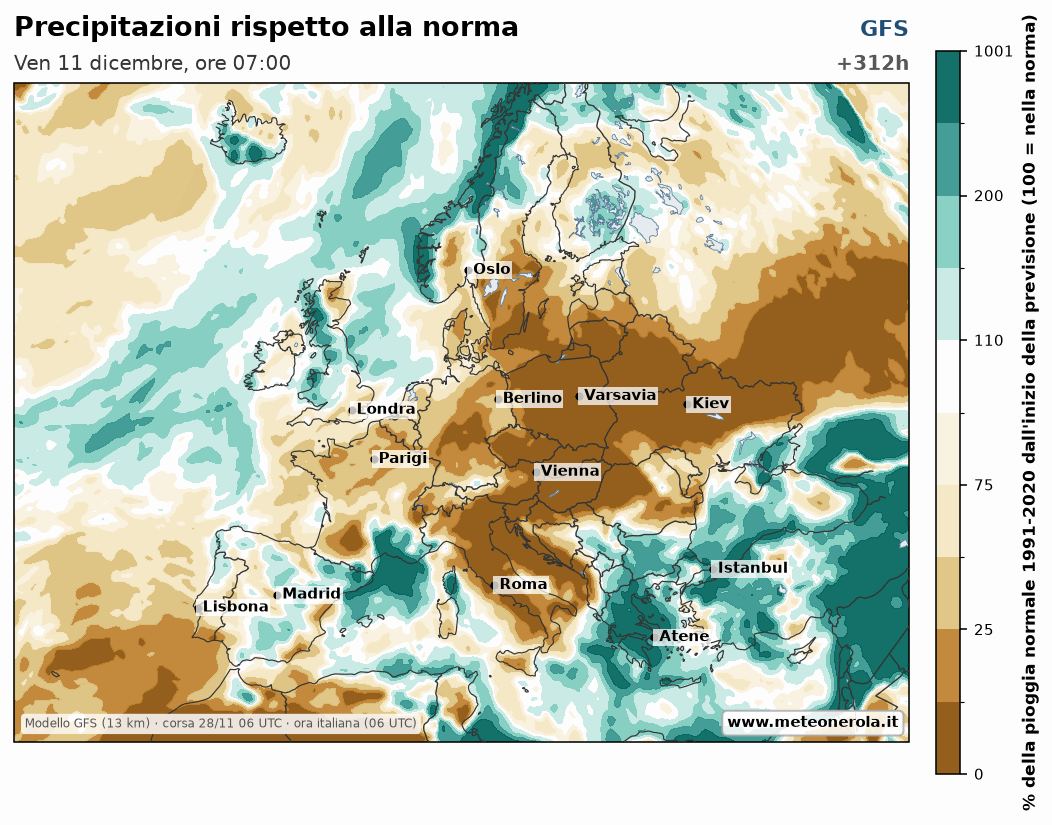 Precipitazioni rispetto alla norma
GFS
Ven 11 dicembre, ore 07:00
+312h
1001
200
110
75
25
0
% della pioggia normale 1991-2020 dall'inizio della previsione (100 = nella norma)
Oslo
Berlino
Varsavia
Kiev
Londra
Parigi
Vienna
Istanbul
Roma
Madrid
Lisbona
Atene
Modello GFS (13 km) · corsa 28/11 06 UTC · ora italiana (06 UTC)
www.meteonerola.it